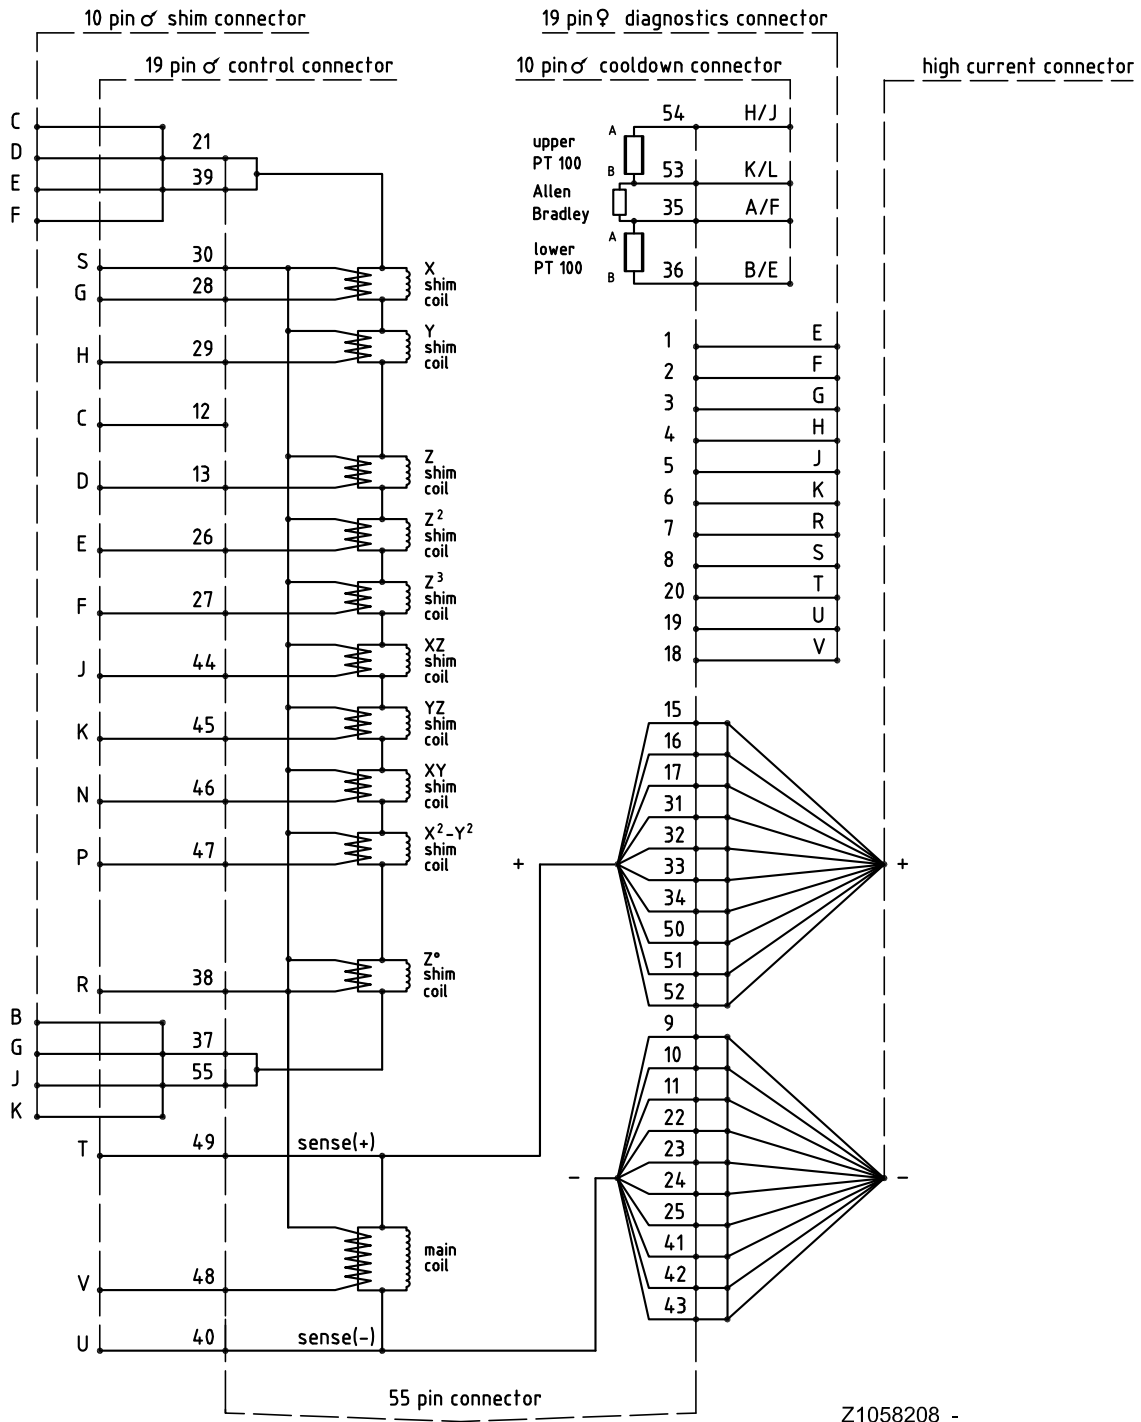 10 pin ♂ shim connector
19 pin ♀ diagnostics connector
19 pin ♂ control connector
10 pin ♂ cooldown connector
high current connector
C
D 21
E 39
F
S 30
G 28
X
shim
coil
H 29
Y
shim
coil
C 12
D 13
Z
shim
coil
E 26
Z²
shim
coil
F 27
Z³
shim
coil
J 44
XZ
shim
coil
K 45
YZ
shim
coil
N 46
XY
shim
coil
P 47
X²-Y²
shim
coil
R 38
Z°
shim
coil
B
G 37
J 55
K
T 49 sense(+)
V 48
main
coil
U 40 sense(-)
upper
PT 100
A
B
Allen
Bradley
lower
PT 100
A
B
54 H/J
53 K/L
35 A/F
36 B/E
1 E
2 F
3 G
4 H
5 J
6 K
7 R
8 S
20 T
19 U
18 V
15
16
17
31
32
+ 33 +
34
50
51
52
9
10
11
22
23
- 24 -
25
41
42
43
55 pin connector
Z1058208 -